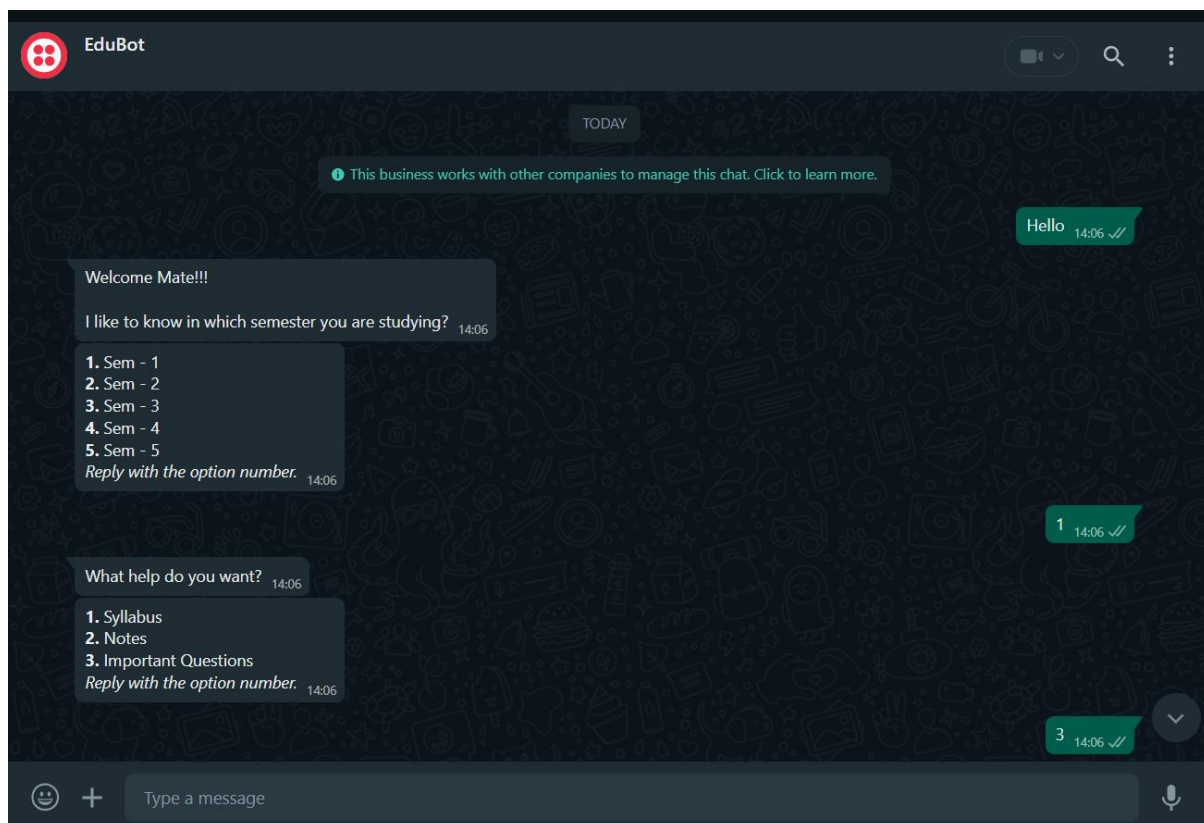 EduBot
TODAY
This business works with other companies to manage this chat. Click to learn more.
Hello 14:06
Welcome Mate!!!
I like to know in which semester you are studying? 14:06
1. Sem - 1
2. Sem - 2
3. Sem - 3
4. Sem - 4
5. Sem - 5
Reply with the option number. 14:06
1 14:06
What help do you want? 14:06
1. Syllabus
2. Notes
3. Important Questions
Reply with the option number. 14:06
3 14:06
Type a message